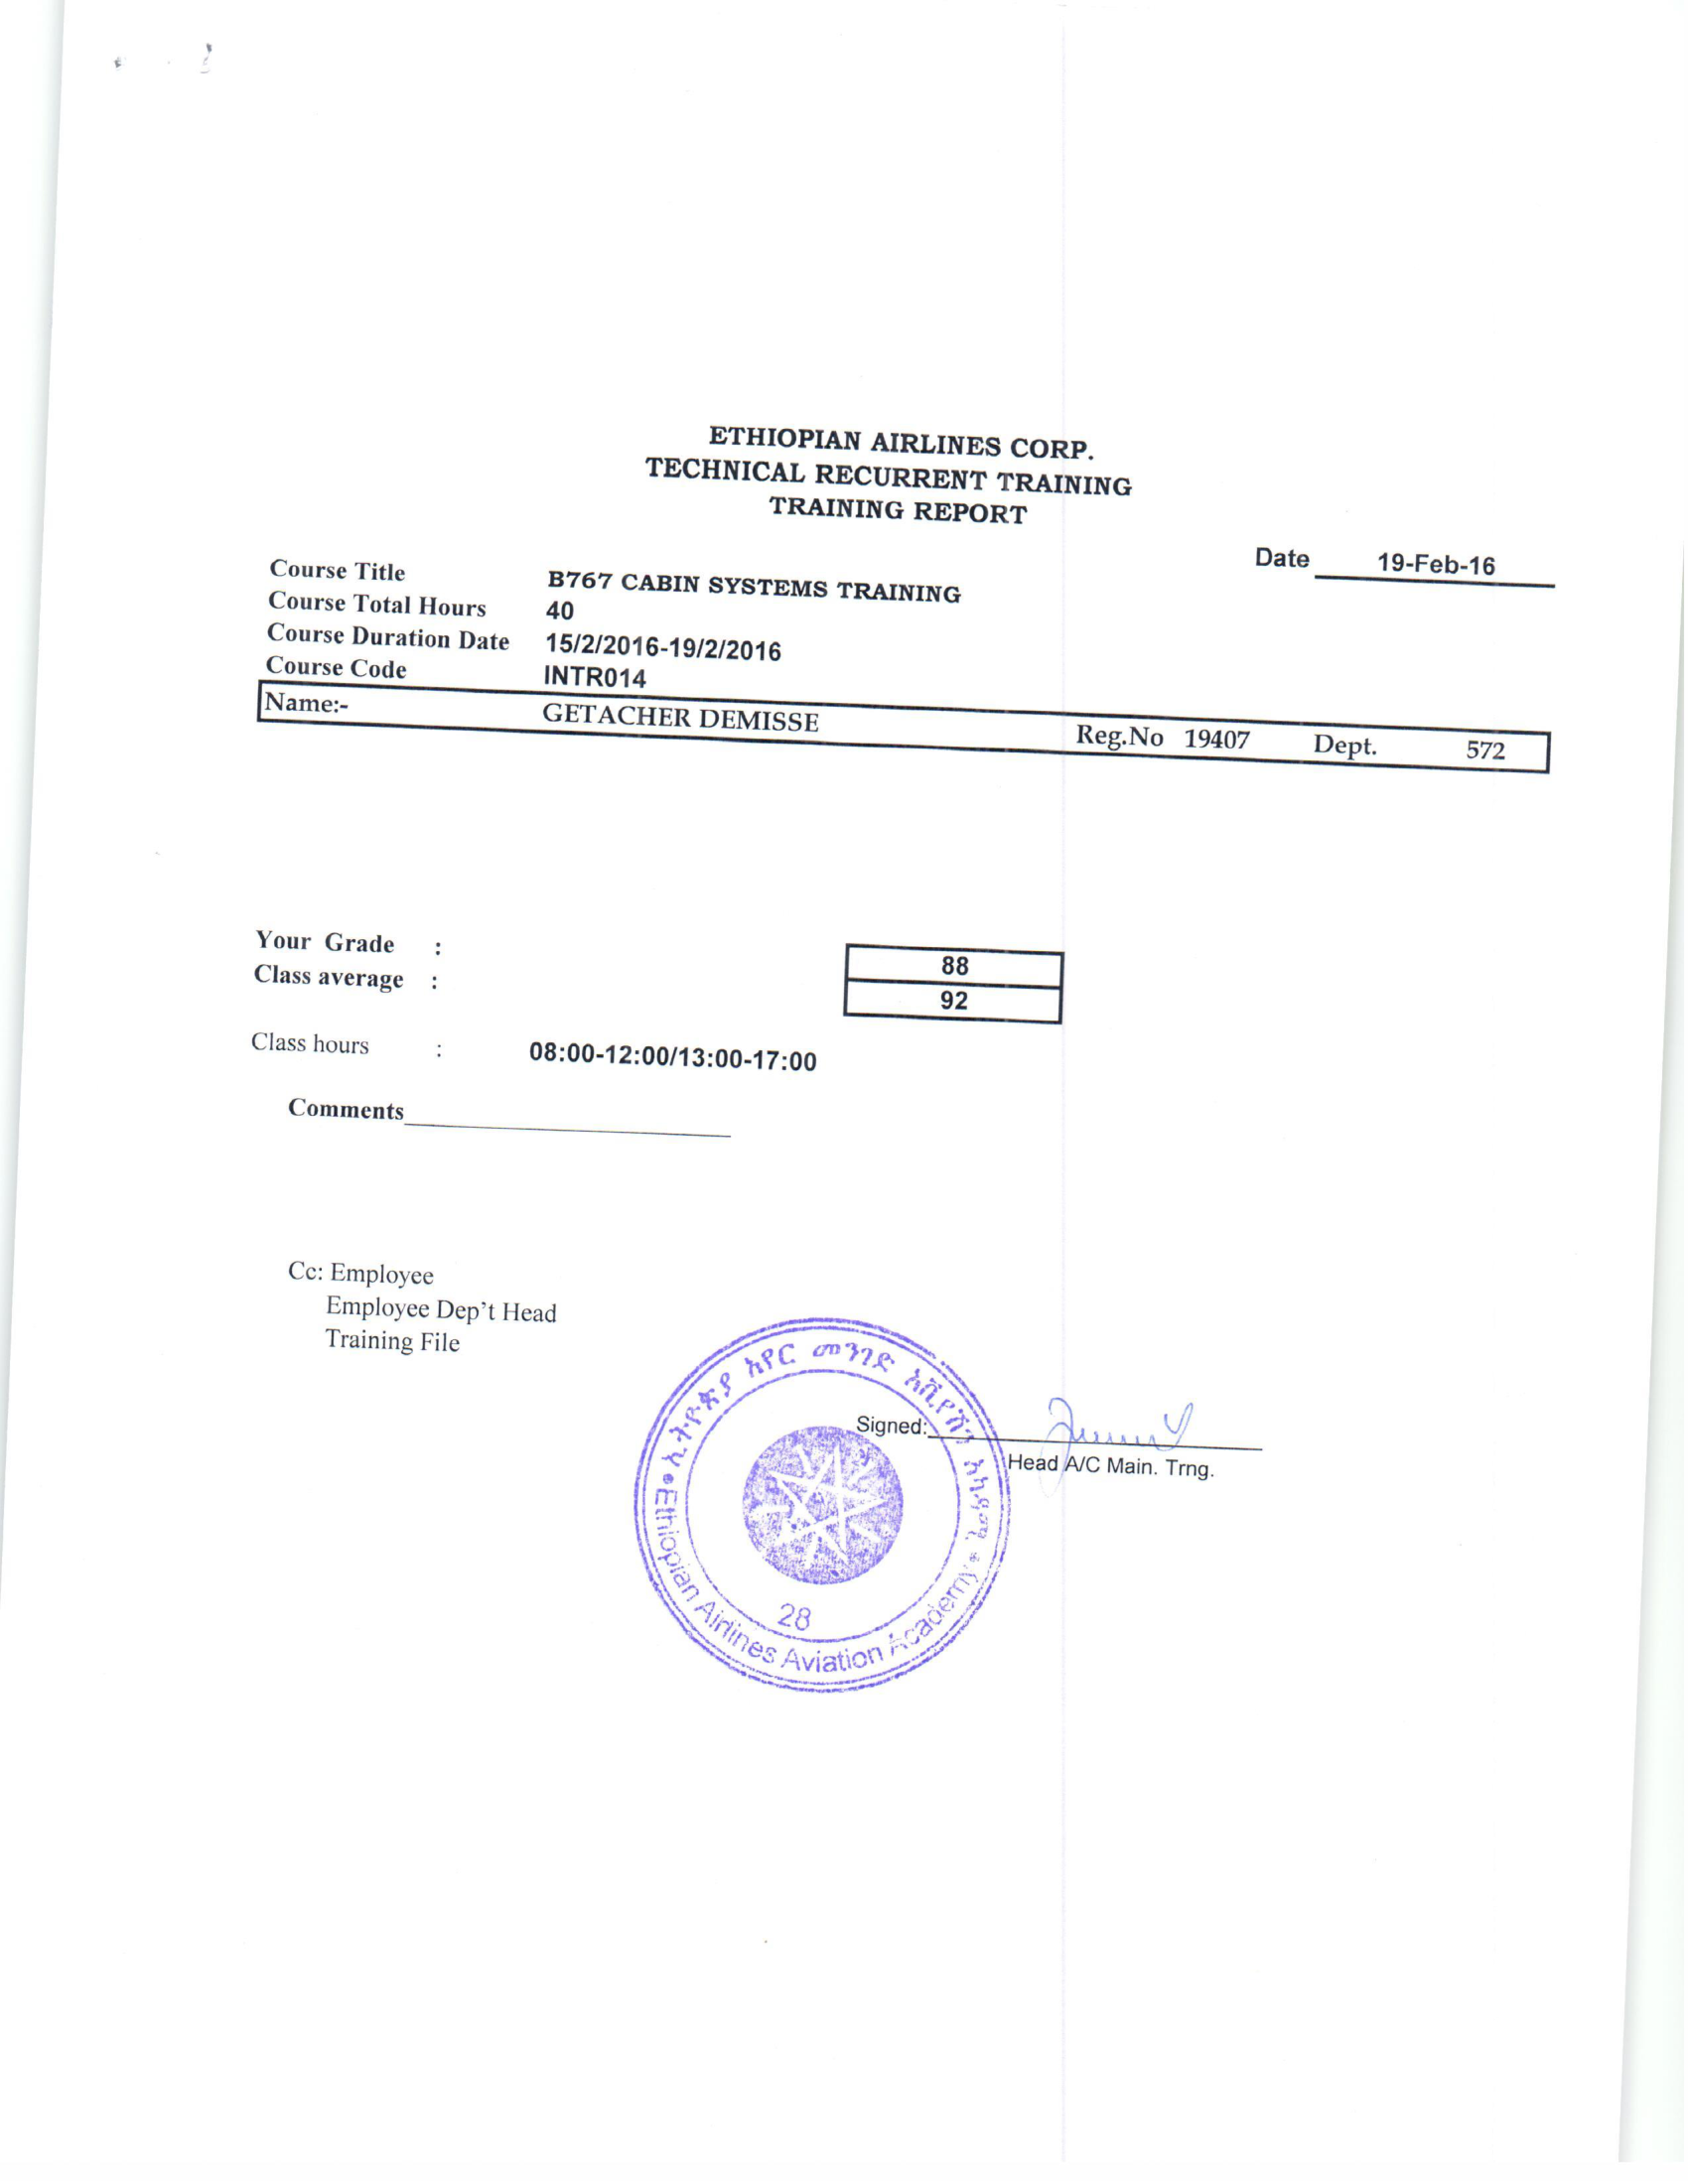 ETHIOPIAN AIRLINES CORP.
TECHNICAL RECURRENT TRAINING
TRAINING REPORT
Date 19-Feb-16
Course Title B767 CABIN SYSTEMS TRAINING
Course Total Hours 40
Course Duration Date 15/2/2016-19/2/2016
Course Code INTR014
Name:- GETACHER DEMISSE Reg.No 19407 Dept. 572
Your Grade : 88
Class average : 92
Class hours : 08:00-12:00/13:00-17:00
Comments
Cc: Employee
Employee Dep't Head
Training File
Signed:
Head A/C Main. Trng.
ኢትዮጵያ አየር መንገድ አቪየሽን አካዳሚ
Ethiopian Airlines Aviation Academy
28